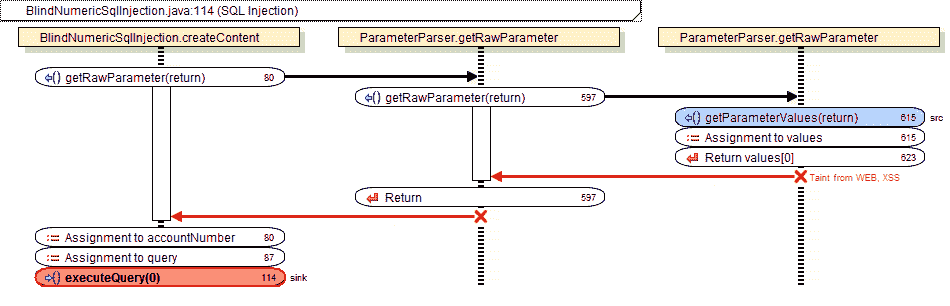 BlindNumericSqlInjection.java:114 (SQL Injection)
BlindNumericSqlInjection.createContent
ParameterParser.getRawParameter
ParameterParser.getRawParameter
getRawParameter(return) 80
getRawParameter(return) 597
getParameterValues(return) 615 src
Assignment to values 615
Return values[0] 623
Taint from WEB, XSS
Return 597
Assignment to accountNumber 80
Assignment to query 87
executeQuery(0) 114 sink